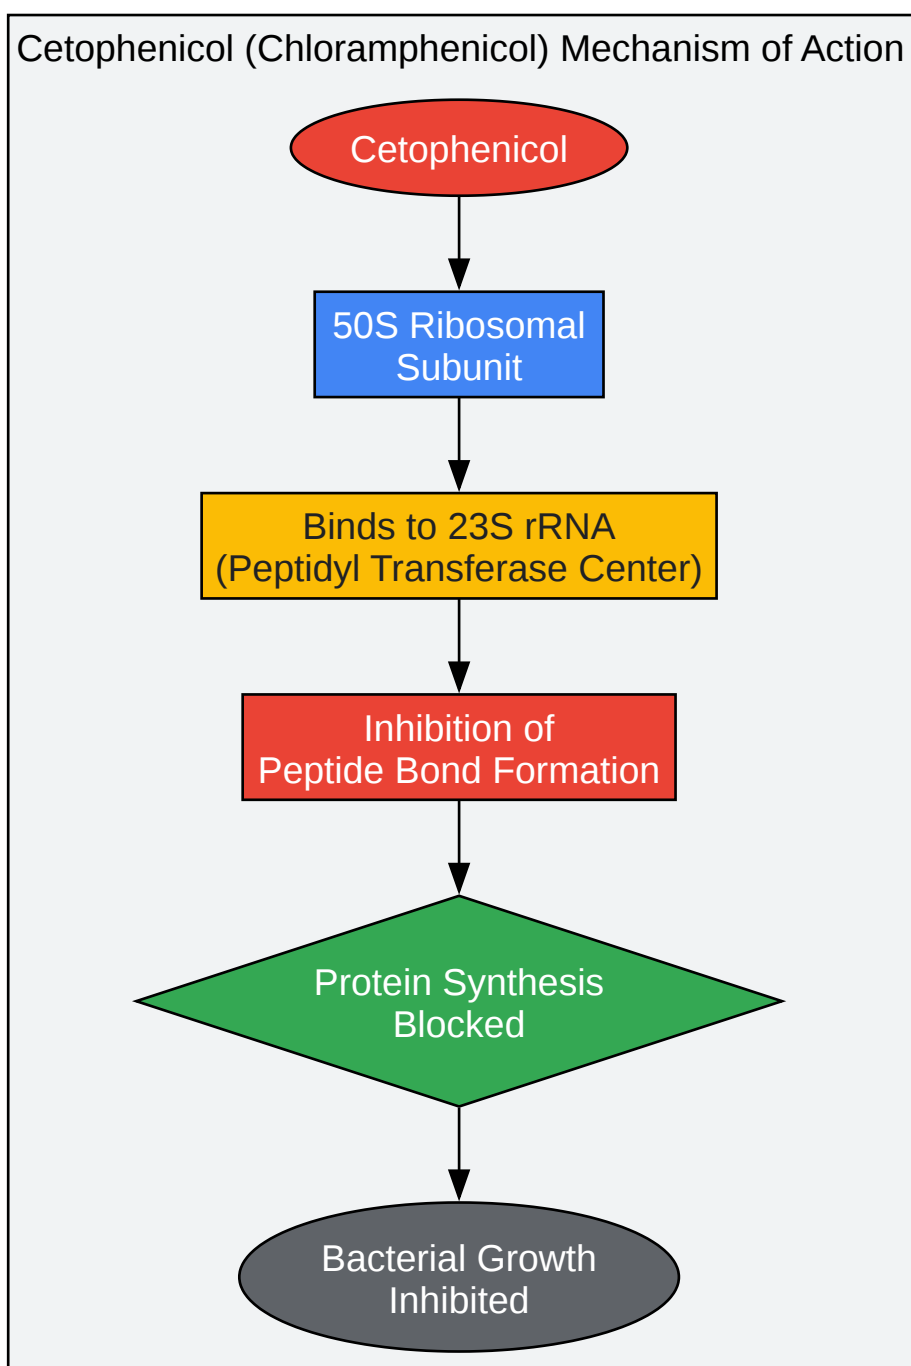 Cetophenicol (Chloramphenicol) Mechanism of Action
Cetophenicol
50S Ribosomal
Subunit
Binds to 23S rRNA
(Peptidyl Transferase Center)
Inhibition of
Peptide Bond Formation
Protein Synthesis
Blocked
Bacterial Growth
Inhibited